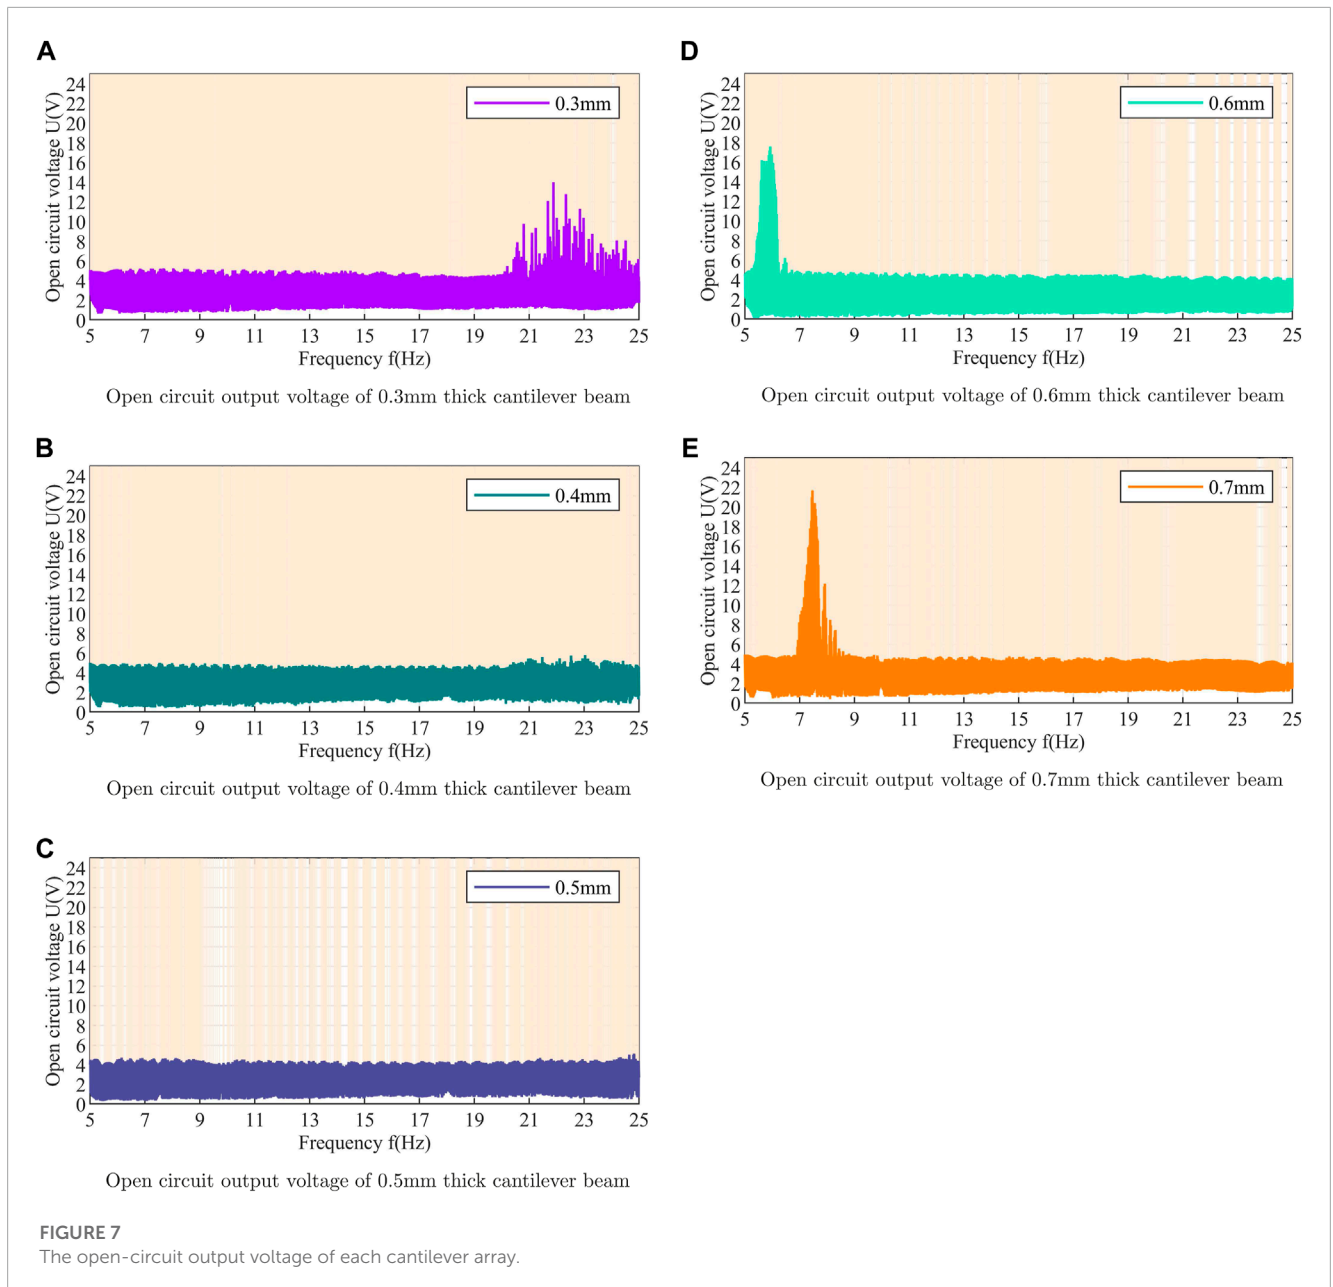 A
Open circuit voltage U(V)
24
22
20
18
16
14
12
10
8
6
4
2
0
0.3mm
5 7 9 11 13 15 17 19 21 23 25
Frequency f(Hz)
Open circuit output voltage of 0.3mm thick cantilever beam
B
Open circuit voltage U(V)
24
22
20
18
16
14
12
10
8
6
4
2
0
0.4mm
5 7 9 11 13 15 17 19 21 23 25
Frequency f(Hz)
Open circuit output voltage of 0.4mm thick cantilever beam
C
Open circuit voltage U(V)
24
22
20
18
16
14
12
10
8
6
4
2
0
0.5mm
5 7 9 11 13 15 17 19 21 23 25
Frequency f(Hz)
Open circuit output voltage of 0.5mm thick cantilever beam
D
Open circuit voltage U(V)
24
22
20
18
16
14
12
10
8
6
4
2
0
0.6mm
5 7 9 11 13 15 17 19 21 23 25
Frequency f(Hz)
Open circuit output voltage of 0.6mm thick cantilever beam
E
Open circuit voltage U(V)
24
22
20
18
16
14
12
10
8
6
4
2
0
0.7mm
5 7 9 11 13 15 17 19 21 23 25
Frequency f(Hz)
Open circuit output voltage of 0.7mm thick cantilever beam
FIGURE 7
The open-circuit output voltage of each cantilever array.